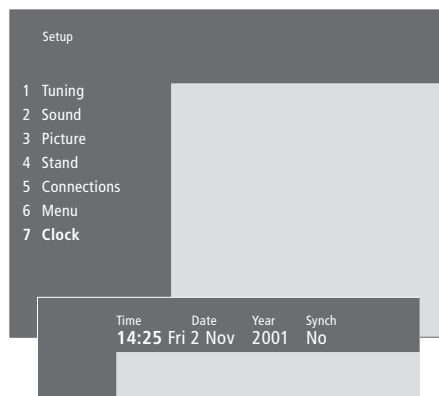 Setup
1 Tuning
2 Sound
3 Picture
4 Stand
5 Connections
6 Menu
7 Clock
Time Date Year Synch
14:25 Fri 2 Nov 2001 No